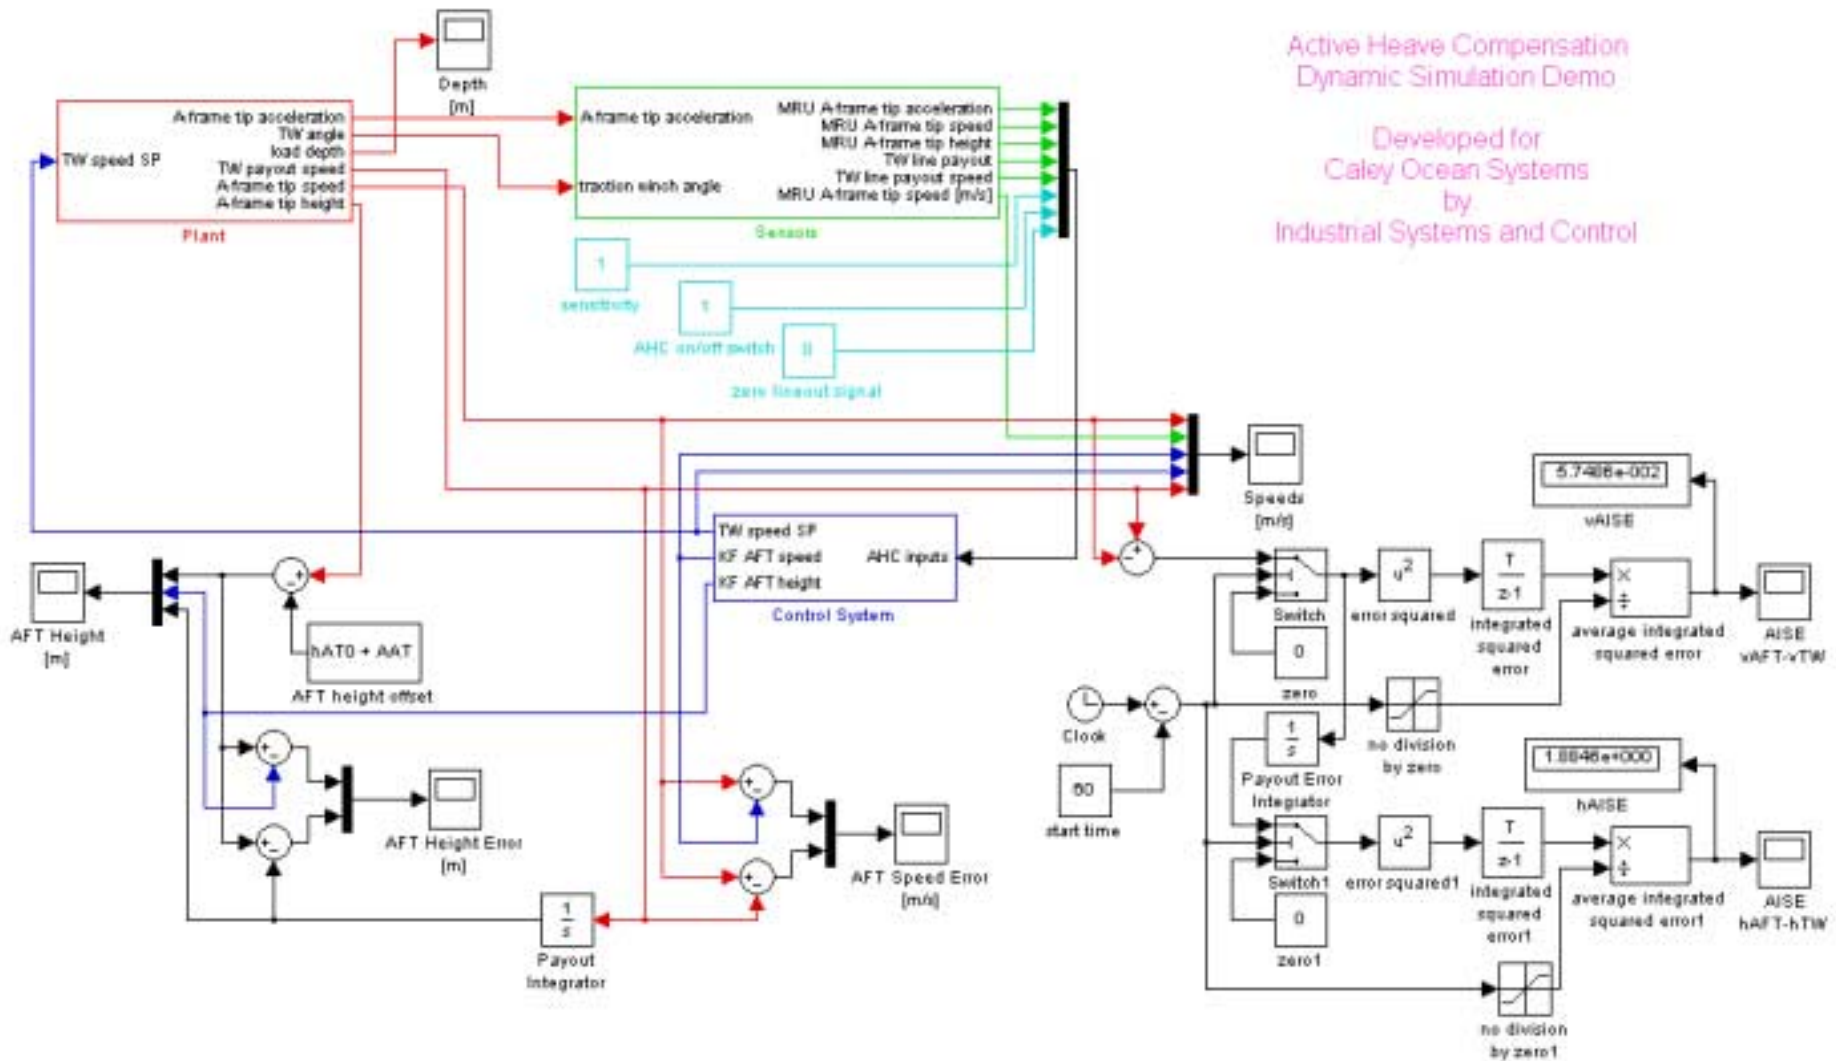 Active Heave Compensation
Dynamic Simulation Demo
Developed for
Caley Ocean Systems
by
Industrial Systems and Control
Depth
[m]
TW speed SP
A-frame tip acceleration
TW angle
load depth
TW payout speed
A-frame tip speed
A-frame tip height
Plant
A-frame tip acceleration
traction winch angle
MRU A-frame tip acceleration
MRU A-frame tip speed
MRU A-frame tip height
TW line payout
TW line payout speed
MRU A-frame tip speed [m/s]
Sensors
1
sensitivity
1
AHC on/off switch
0
zero lineout signal
Speeds
[m/s]
TW speed SP
KF AFT speed
KF AFT height
AHC inputs
Control System
AFT Height
[m]
+
-
hAT0 + AAT
AFT height offset
+
-
+
-
AFT Height Error
[m]
1
s
Payout
Integrator
+
-
+
-
AFT Speed Error
[m/s]
-
+
Switch
0
zero
u2
error squared
T
z-1
integrated
squared
error
×
÷
average integrated
squared error
5.7486e-002
vAISE
AISE
vAFT-vTW
Clock
+
-
60
start time
1
s
Payout Error
Integrator
no division
by zero
1.8846e+000
hAISE
Switch1
0
zero1
u2
error squared1
T
z-1
integrated
squared
error1
×
÷
average integrated
squared error1
AISE
hAFT-hTW
no division
by zero1